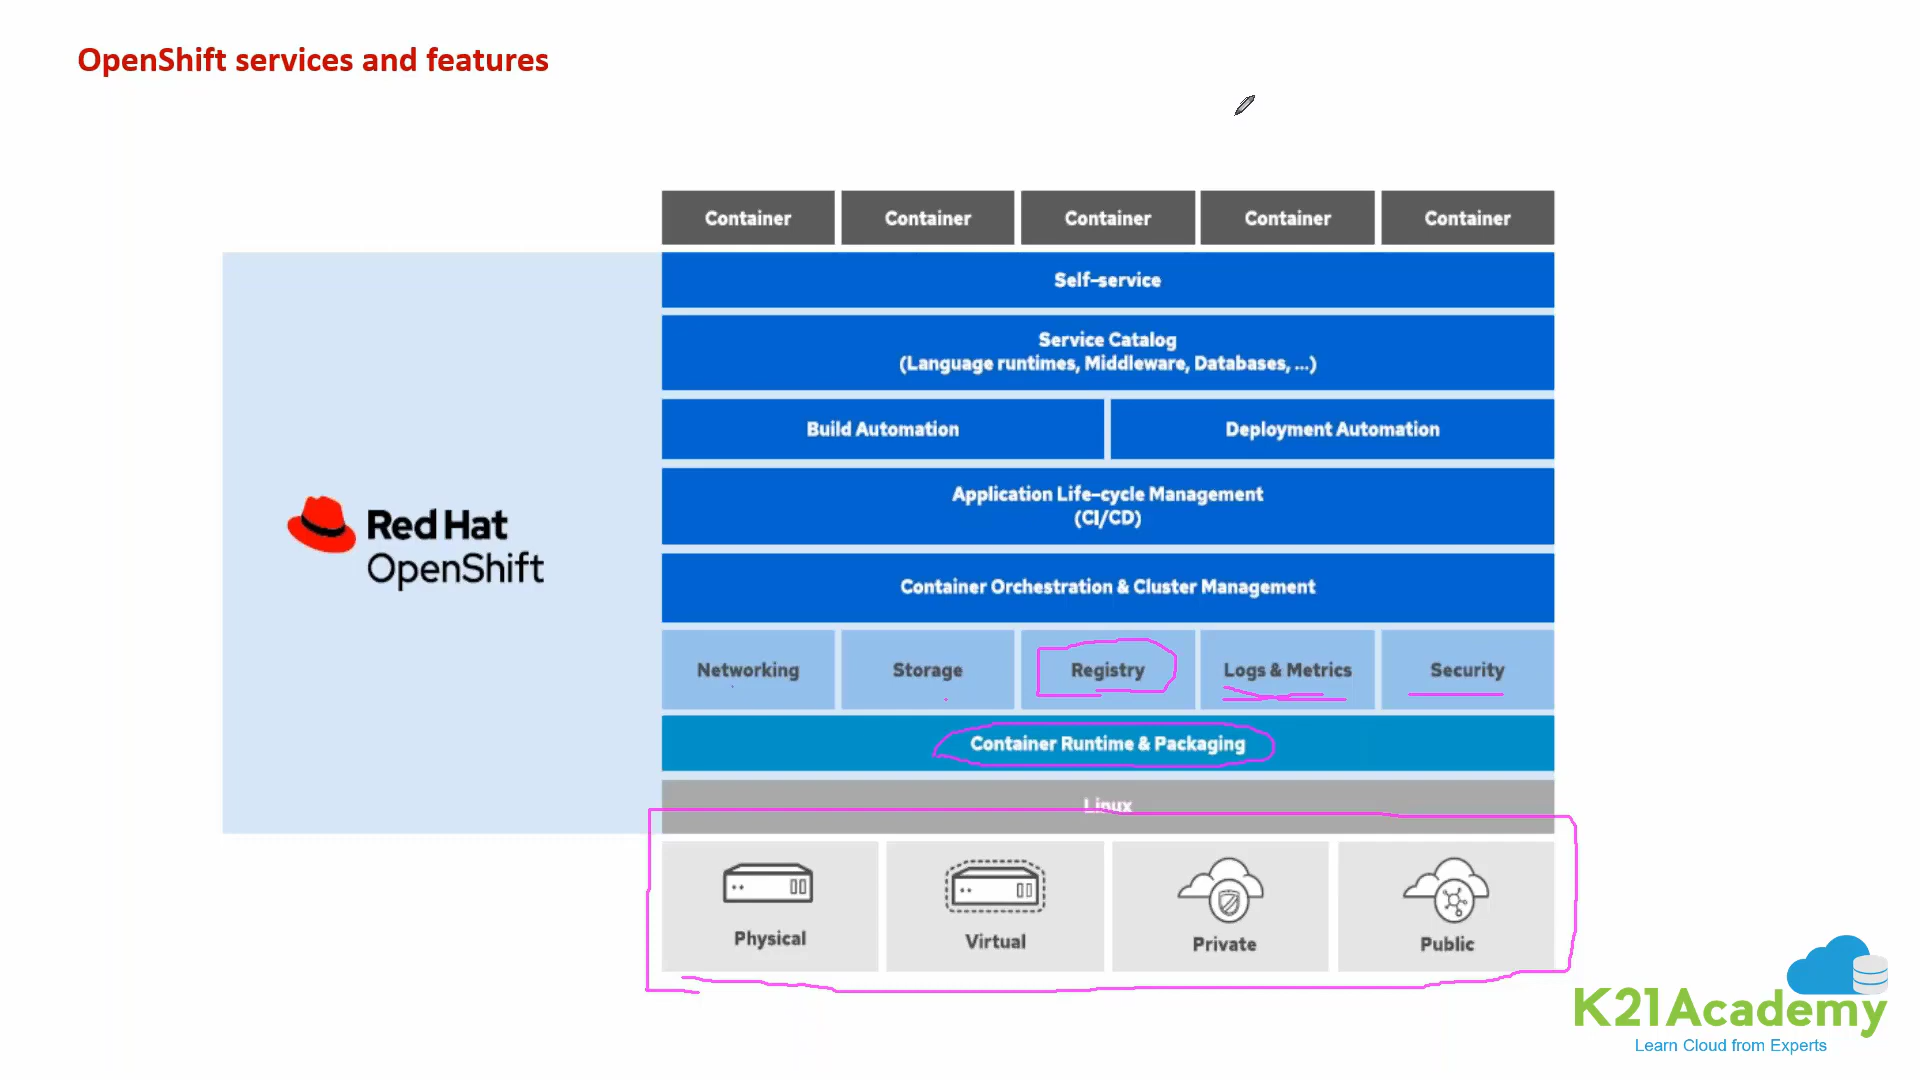 OpenShift services and features
Container Container Container Container Container
Self-service
Service Catalog
(Language runtimes, Middleware, Databases, ...)
Build Automation Deployment Automation
Application Life-cycle Management
(CI/CD)
Red Hat
OpenShift
Container Orchestration & Cluster Management
Networking Storage Registry Logs & Metrics Security
Container Runtime & Packaging
Linux
Physical Virtual Private Public
K21Academy
Learn Cloud from Experts